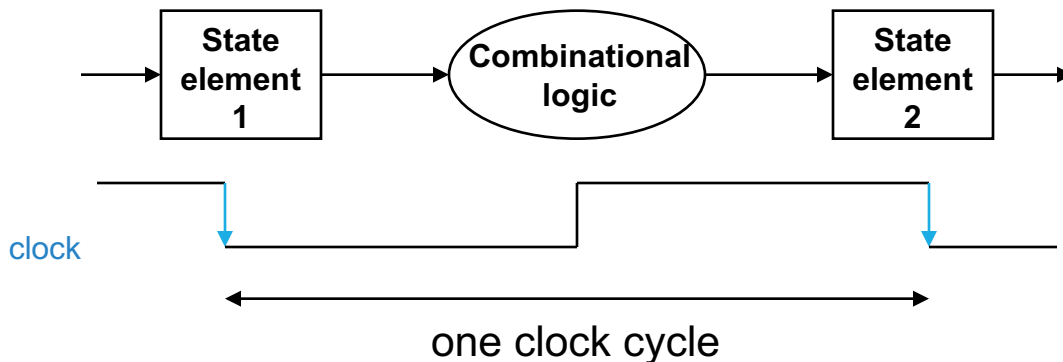 State
element
1
Combinational
logic
State
element
2
clock
one clock cycle